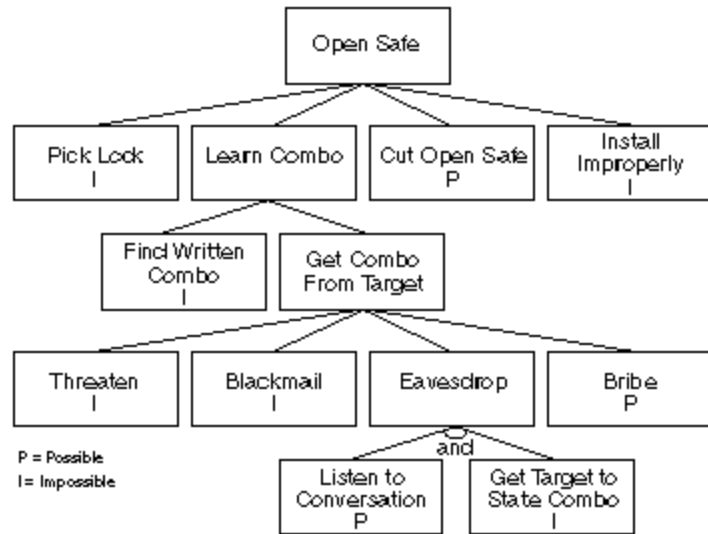 Open Safe
Pick Lock
I
Learn Combo
Cut Open Safe
P
Install
Improperly
I
Find Written
Combo
I
Get Combo
From Target
Threaten
I
Blackmail
I
Eavesdrop
Bribe
P
and
P = Possible
I = Impossible
Listen to
Conversation
P
Get Target to
State Combo
I